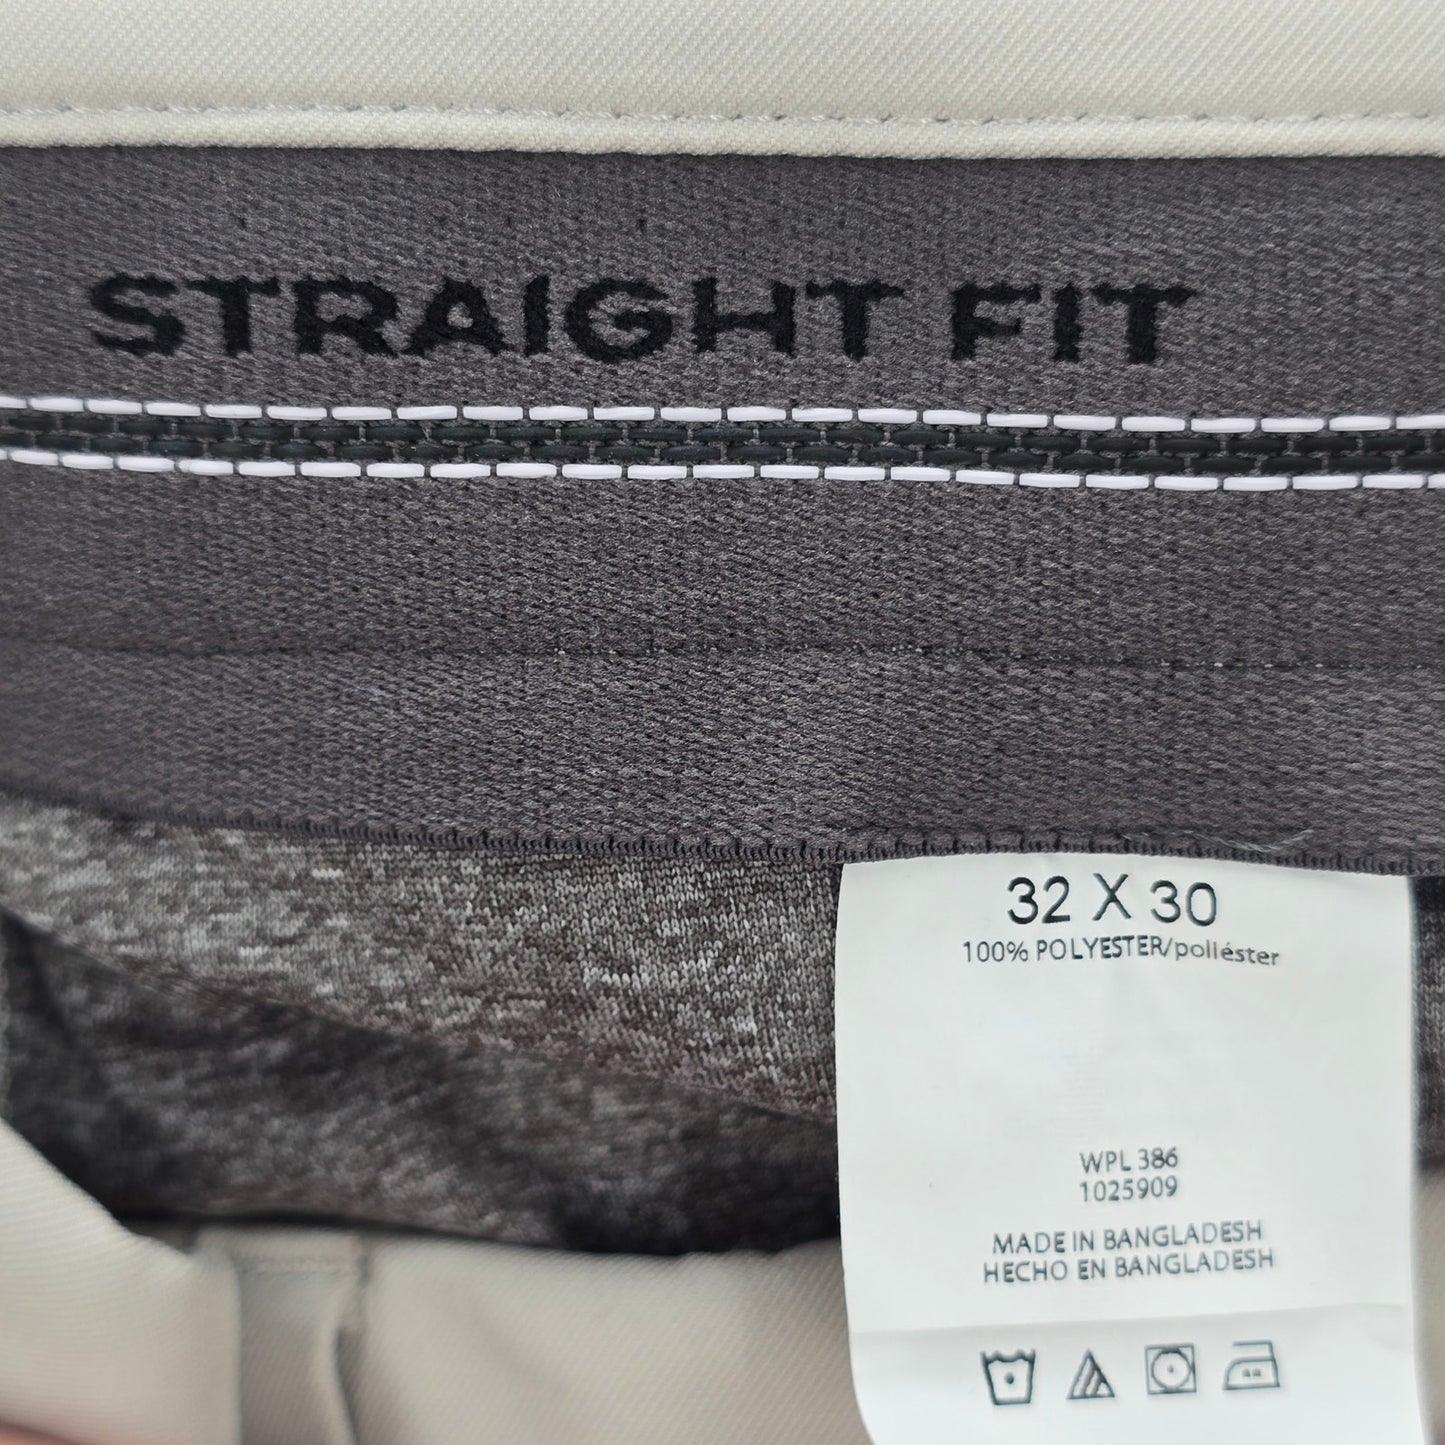 STRAIGHT FIT
32 X 30
100% POLYESTER/poliéster
WPL 386
1025909
MADE IN BANGLADESH
HECHO EN BANGLADESH